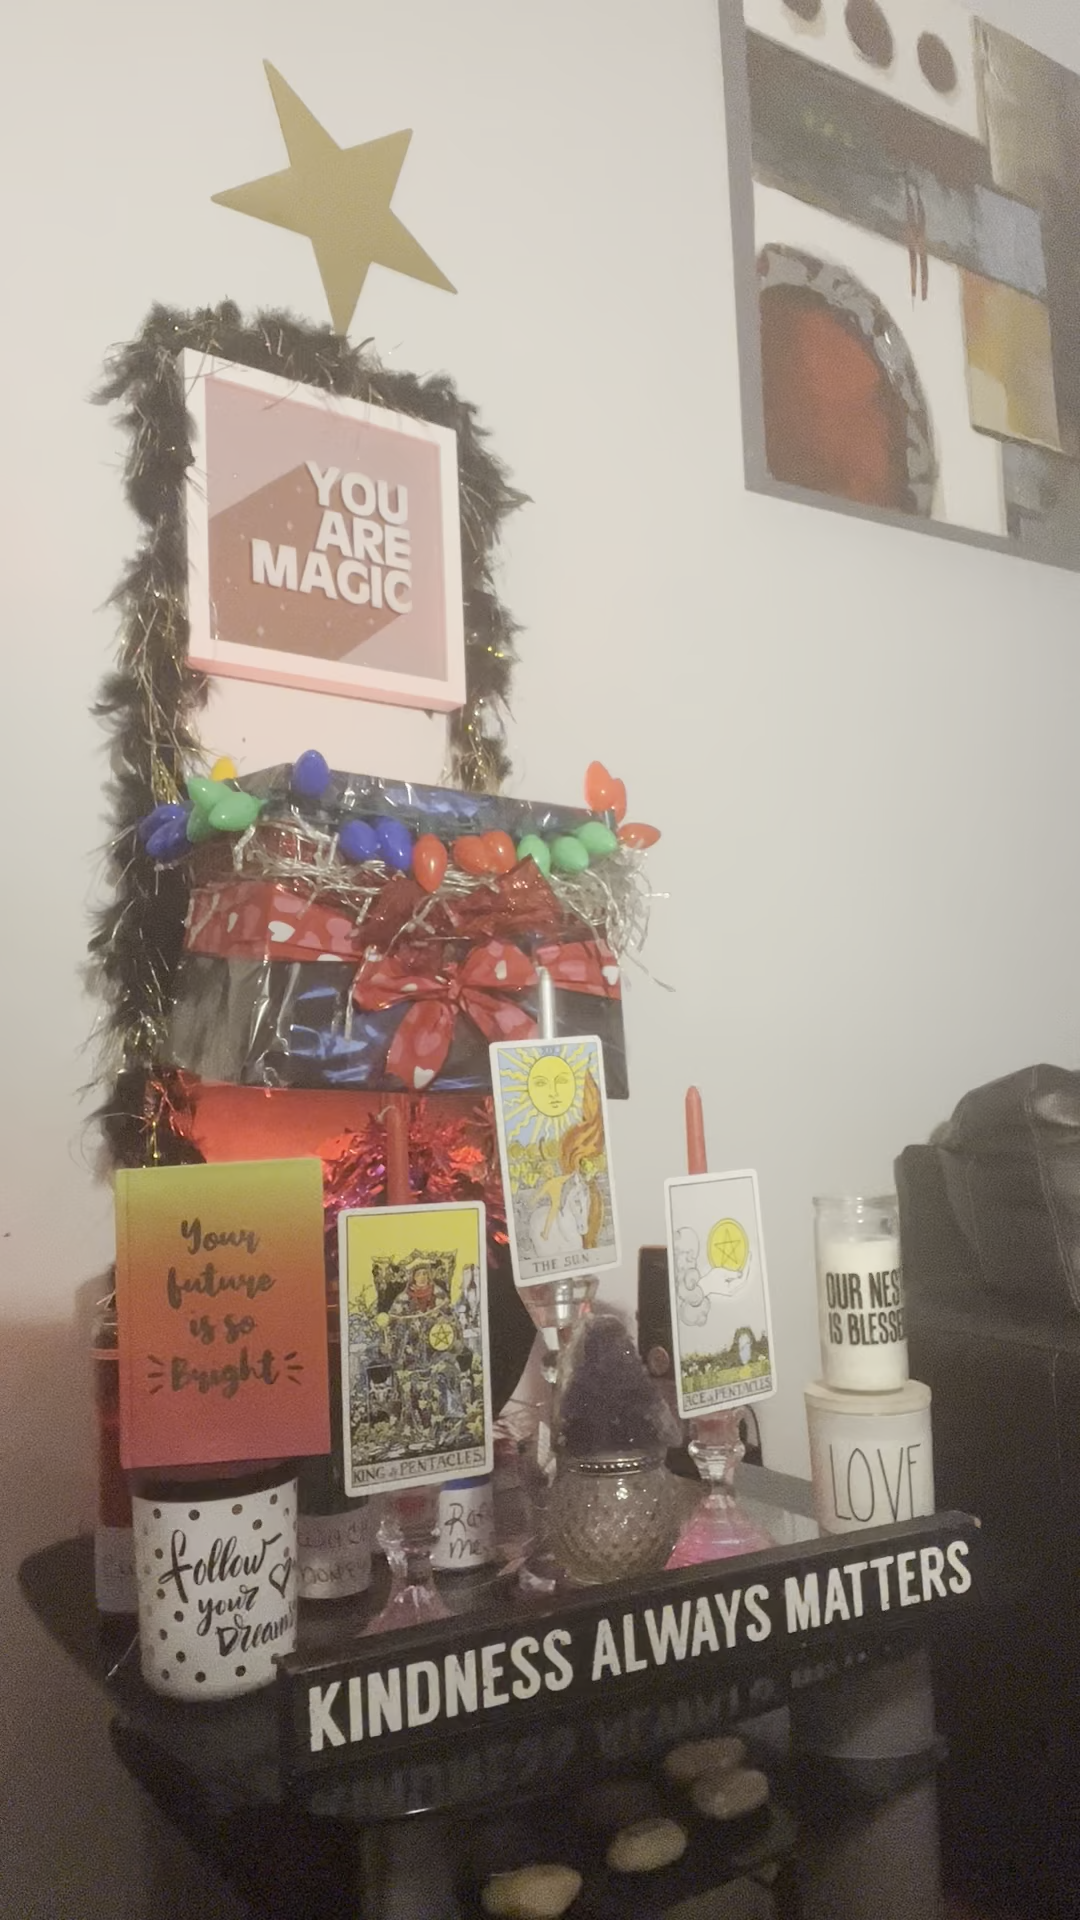 YOU
ARE
MAGIC
THE SUN.
Your
future
is so
Bright
KING of PENTACLES.
ACE of PENTACLES.
OUR NES
IS BLESSE
LOVE
follow
your
Dreams
KINDNESS ALWAYS MATTERS